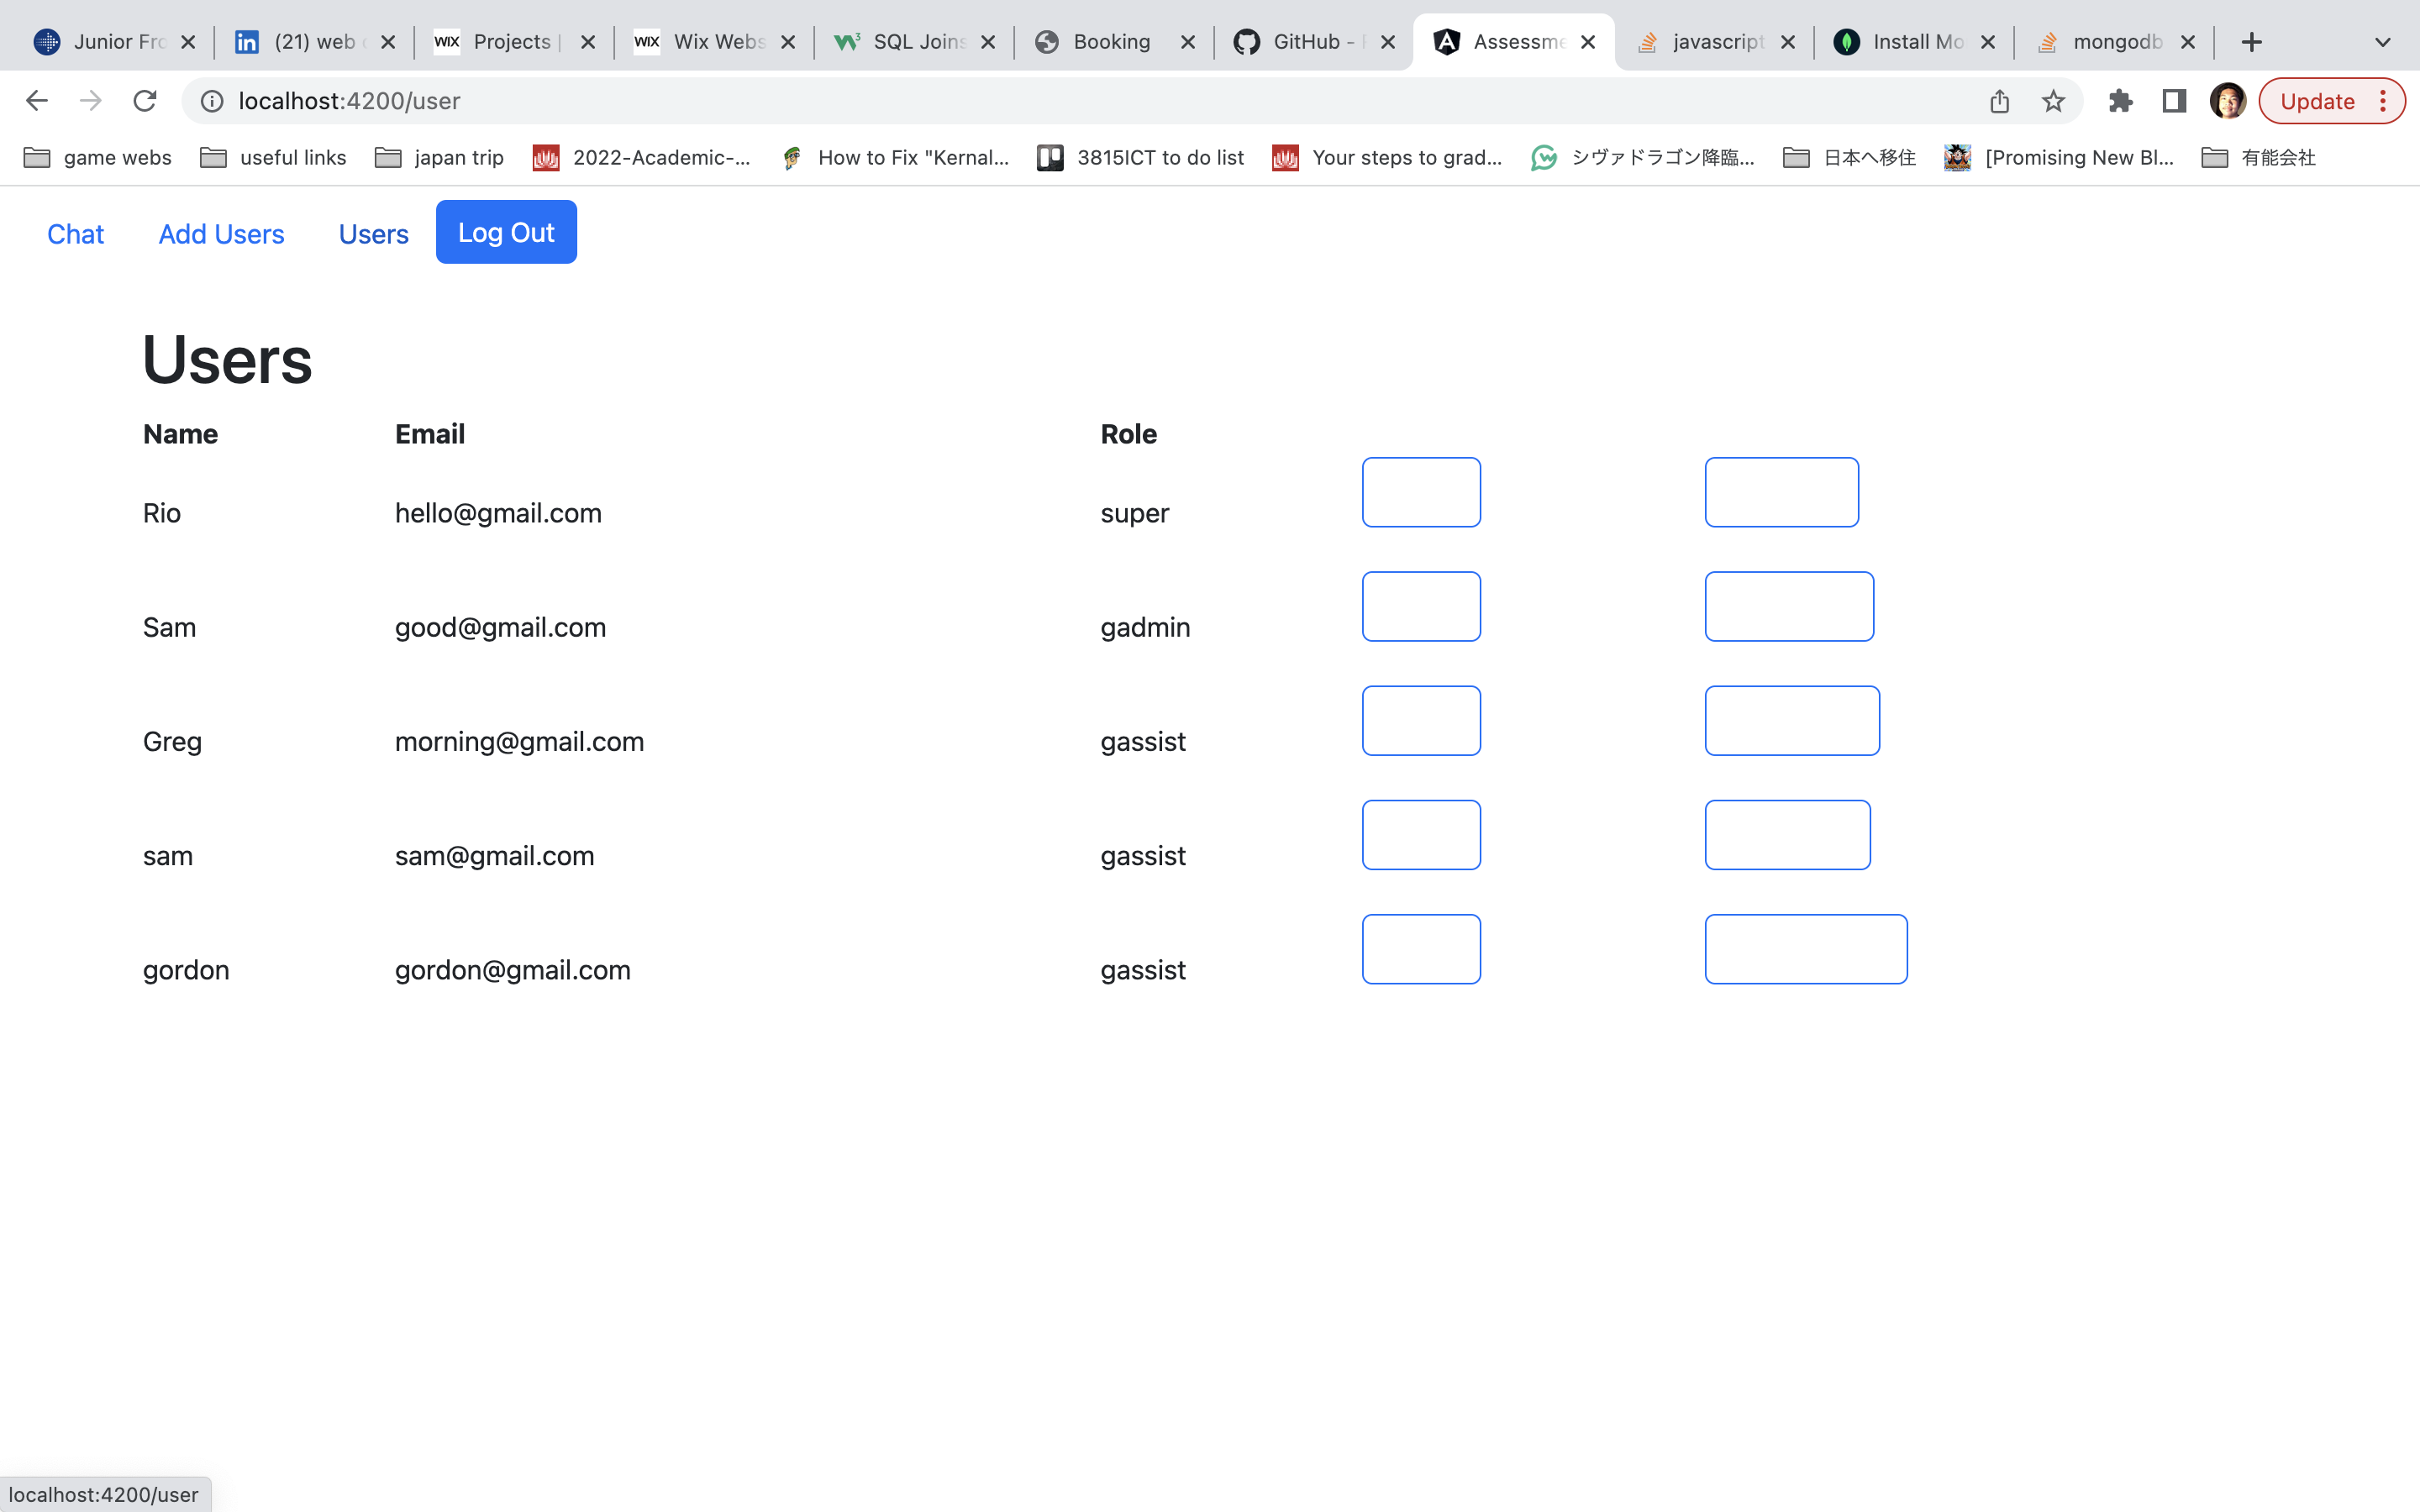 Junior Fro
(21) web
WIX Projects |
WIX Wix Webs
SQL Joins
Booking
GitHub -
Assessme
javascript
Install Mo
mongodb
localhost:4200/user
Update
game webs
useful links
japan trip
2022-Academic-...
How to Fix "Kernal...
3815ICT to do list
Your steps to grad...
シヴァドラゴン降臨...
日本へ移住
[Promising New Bl...
有能会社
Chat
Add Users
Users
Log Out
Users
Name Email Role
Rio hello@gmail.com super
Sam good@gmail.com gadmin
Greg morning@gmail.com gassist
sam sam@gmail.com gassist
gordon gordon@gmail.com gassist
localhost:4200/user